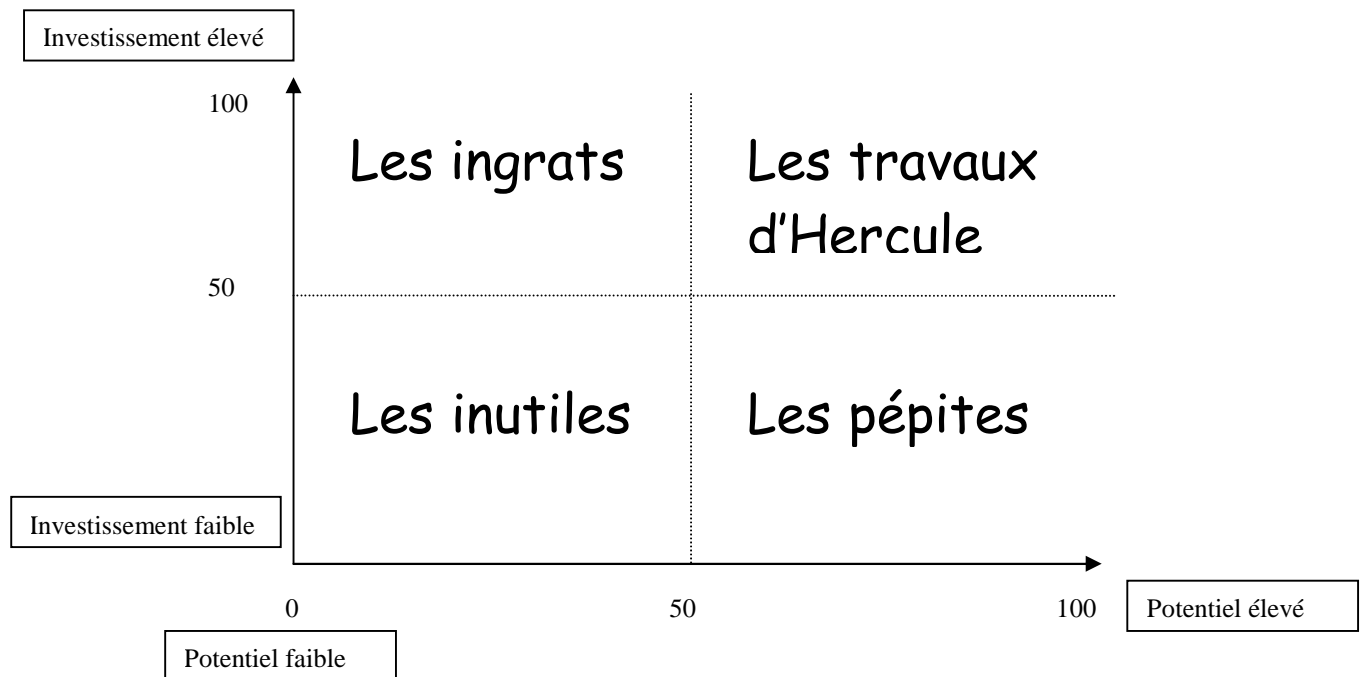 Investissement élevé
100
Les ingrats
Les travaux
d'Hercule
50
Les inutiles
Les pépites
Investissement faible
0
50
100
Potentiel élevé
Potentiel faible